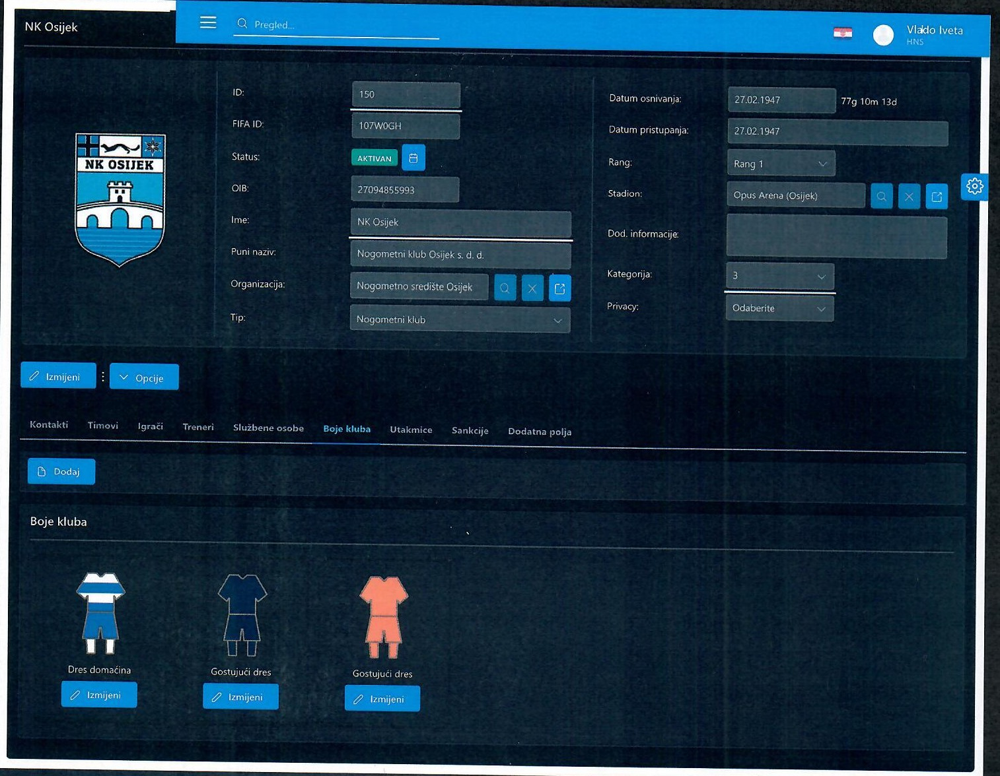 NK Osijek
Pregled...
Vlado Iveta
HNS
NK OSIJEK
ID: 150
FIFA ID: 107W0GH
Status: AKTIVAN
OIB: 27094855993
Ime: NK Osijek
Puni naziv: Nogometni klub Osijek s. d. d.
Organizacija: Nogometno središte Osijek
Tip: Nogometni klub
Datum osnivanja: 27.02.1947 77g 10m 13d
Datum pristupanja: 27.02.1947
Rang: Rang 1
Stadion: Opus Arena (Osijek)
Dod. informacije:
Kategorija: 3
Privacy: Odaberite
Izmijeni Opcije
Kontakti Timovi Igrači Treneri Službene osobe Boje kluba Utakmice Sankcije Dodatna polja
Dodaj
Boje kluba
Dres domaćina Gostujući dres Gostujući dres
Izmijeni Izmijeni Izmijeni